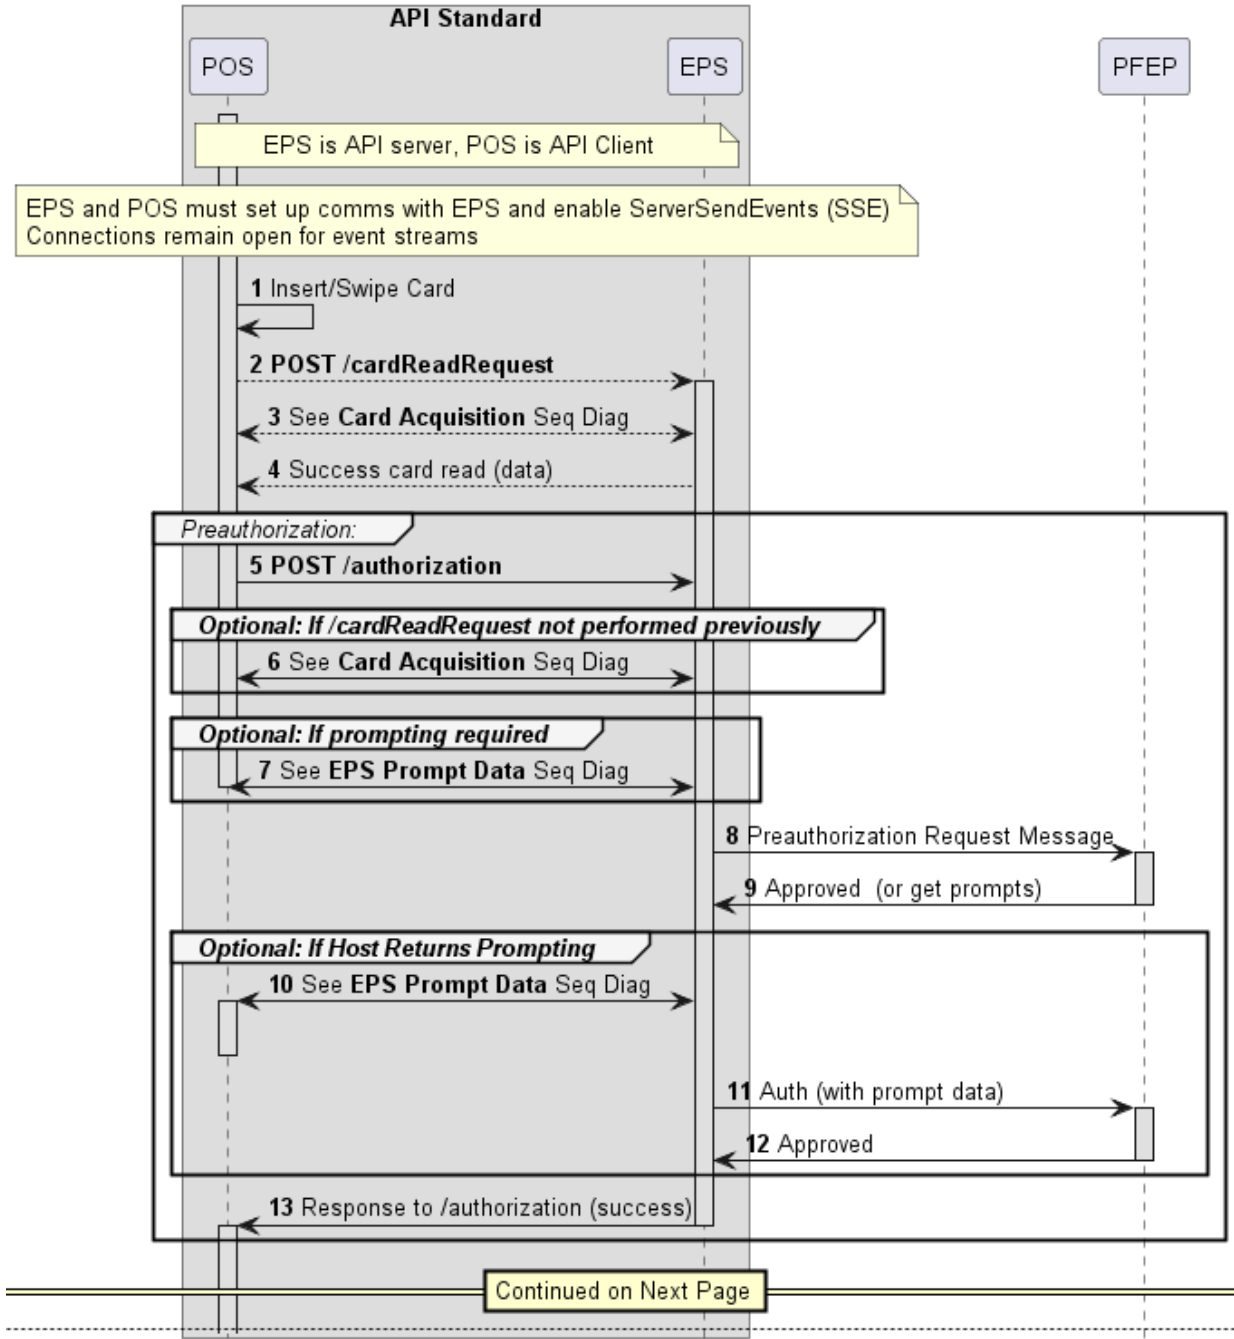 API Standard
POS
EPS
PFEP
EPS is API server, POS is API Client
EPS and POS must set up comms with EPS and enable ServerSendEvents (SSE)
Connections remain open for event streams
1 Insert/Swipe Card
2 POST /cardReadRequest
3 See Card Acquisition Seq Diag
4 Success card read (data)
Preauthorization:
5 POST /authorization
Optional: If /cardReadRequest not performed previously
6 See Card Acquisition Seq Diag
Optional: If prompting required
7 See EPS Prompt Data Seq Diag
8 Preauthorization Request Message
9 Approved (or get prompts)
Optional: If Host Returns Prompting
10 See EPS Prompt Data Seq Diag
11 Auth (with prompt data)
12 Approved
13 Response to /authorization (success)
Continued on Next Page